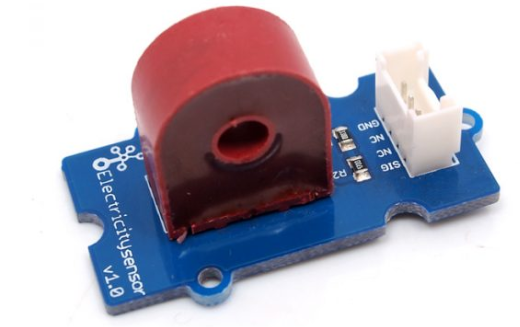 Electricitysensor
v1.0
R2
GND
NC
NC
SIG